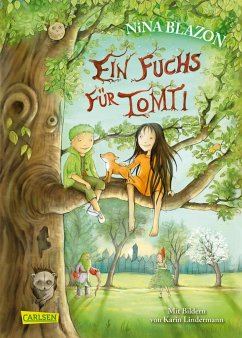 NINA BLAZON
EIN FUCHS
FÜR TOMTI
Mit Bildern
von Karin Lindermann
CARLSEN